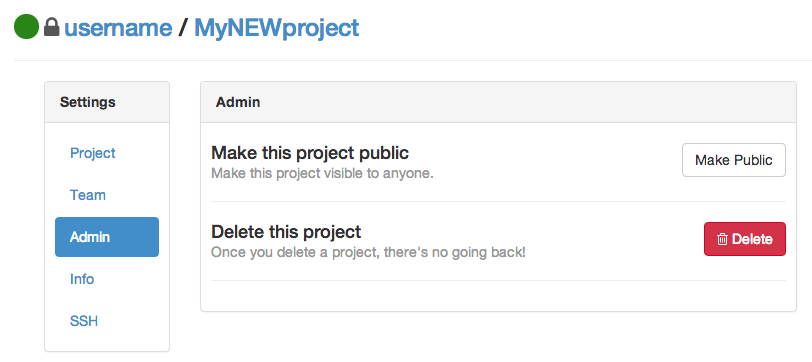 username / MyNEWproject
Settings
Project
Team
Admin
Info
SSH
Admin
Make this project public
Make this project visible to anyone.
Make Public
Delete this project
Once you delete a project, there's no going back!
Delete